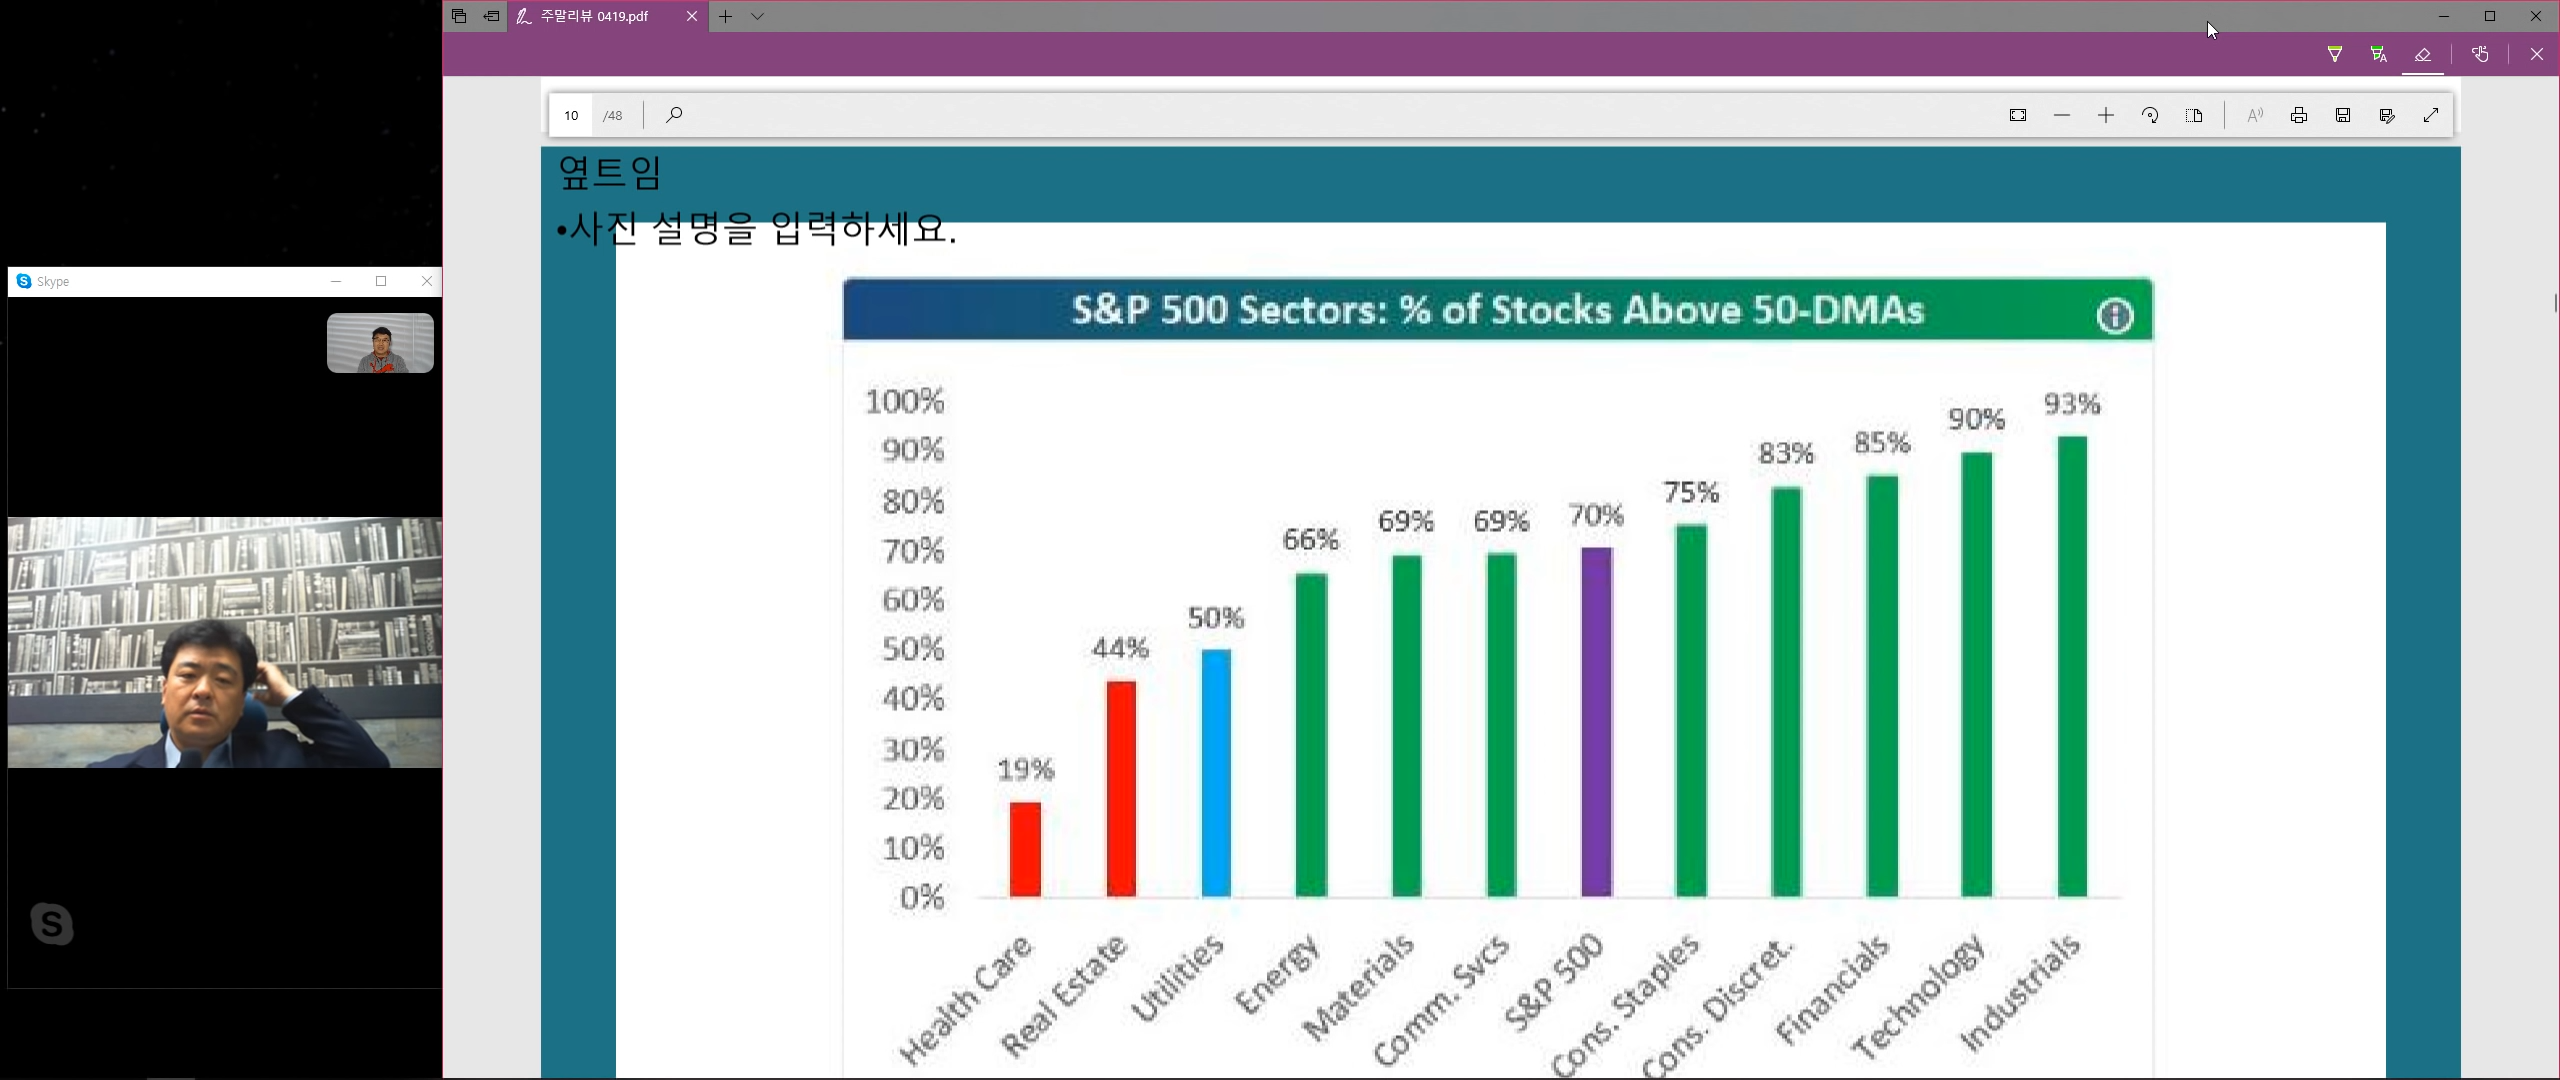 주말리뷰 0419.pdf
10 /48
Skype
옆트임
•사진 설명을 입력하세요.
S&P 500 Sectors: % of Stocks Above 50-DMAs
100%
90%
80%
70%
60%
50%
40%
30%
20%
10%
0%
19%
44%
50%
66%
69%
69%
70%
75%
83%
85%
90%
93%
Health Care
Real Estate
Utilities
Energy
Materials
Comm. Svcs
S&P 500
Cons. Staples
Cons. Discret.
Financials
Technology
Industrials